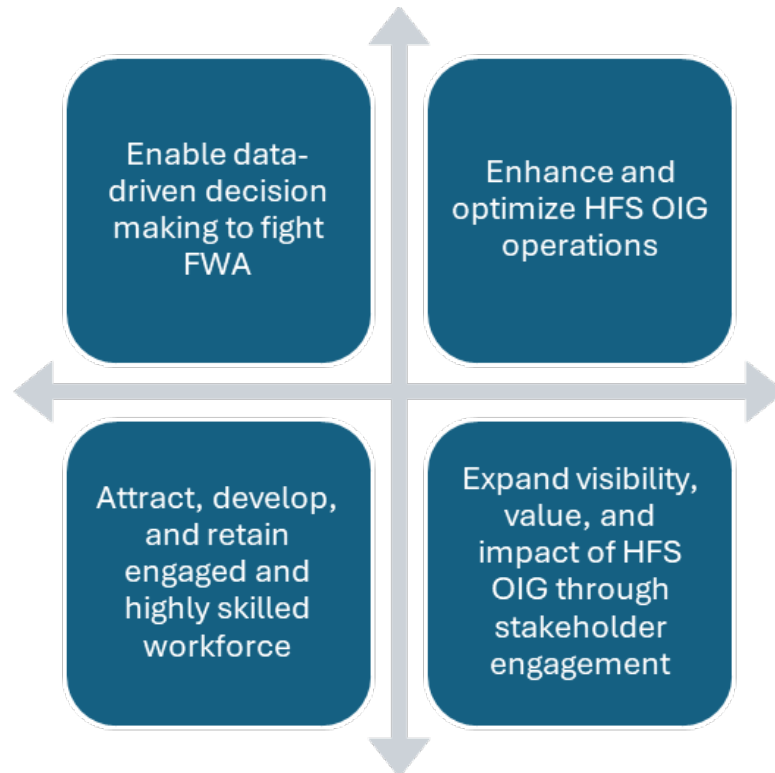 Enable data-
driven decision
making to fight
FWA
Enhance and
optimize HFS OIG
operations
Attract, develop,
and retain
engaged and
highly skilled
workforce
Expand visibility,
value, and
impact of HFS
OIG through
stakeholder
engagement